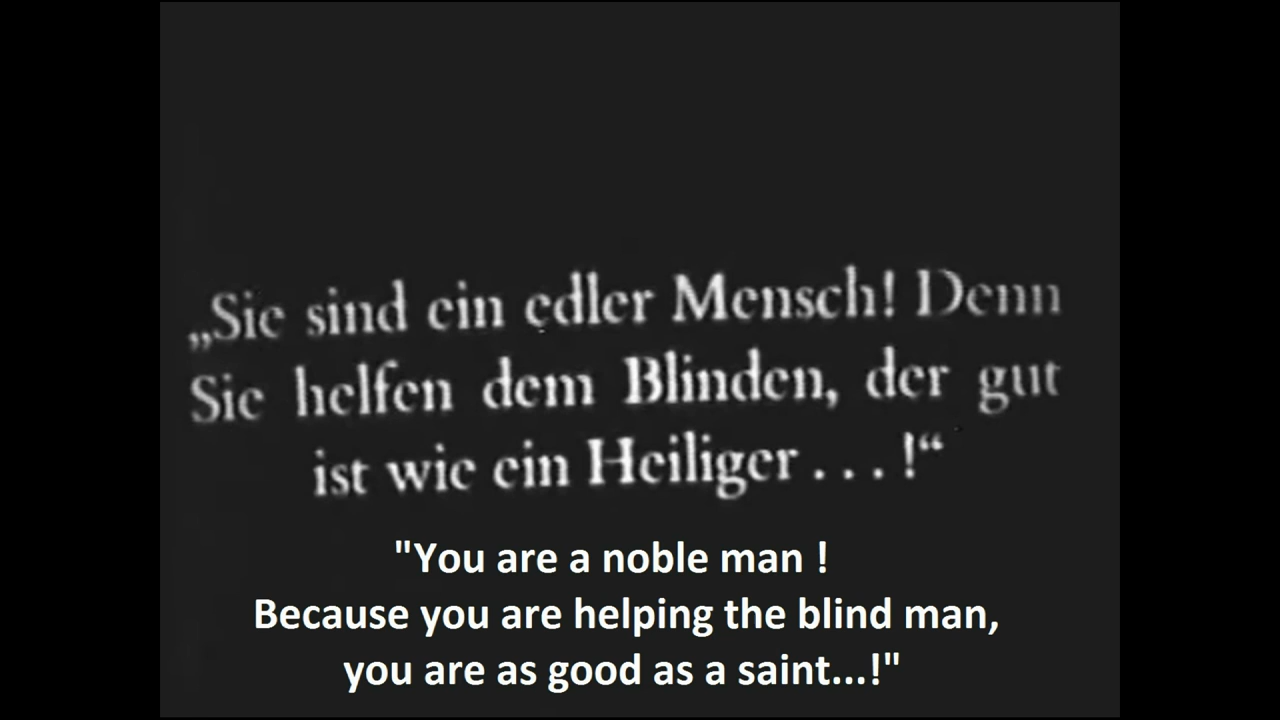 „Sie sind ein edler Mensch! Denn
Sie helfen dem Blinden, der gut
ist wie ein Heiliger . . . !“
"You are a noble man !
Because you are helping the blind man,
you are as good as a saint...!"